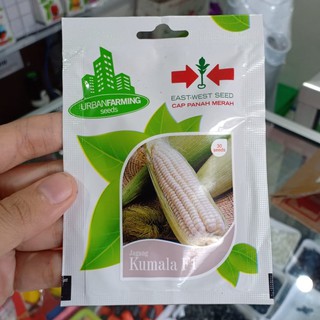 URBANFARMING
seeds
EAST-WEST SEED
CAP PANAH MERAH
20
SEEDS
Jagung
Kumala F1